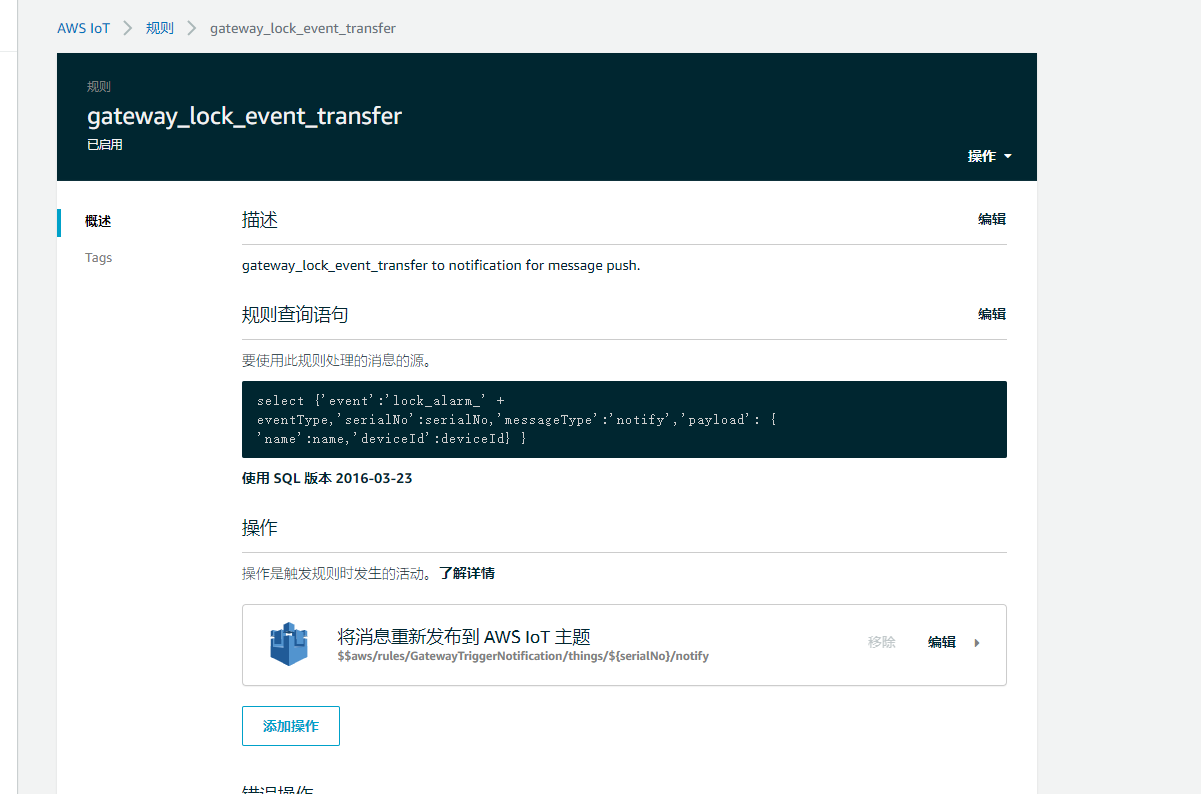 AWS IoT > 规则 > gateway_lock_event_transfer
规则
gateway_lock_event_transfer
已启用
操作
概述
Tags
描述
编辑
gateway_lock_event_transfer to notification for message push.
规则查询语句
编辑
要使用此规则处理的消息的源。
select {'event':'lock_alarm_' +
eventType,'serialNo':serialNo,'messageType':'notify','payload': {
'name':name,'deviceId':deviceId} }
使用 SQL 版本 2016-03-23
操作
操作是触发规则时发生的活动。了解详情
将消息重新发布到 AWS IoT 主题
$$aws/rules/GatewayTriggerNotification/things/${serialNo}/notify
移除
编辑
添加操作
错误操作